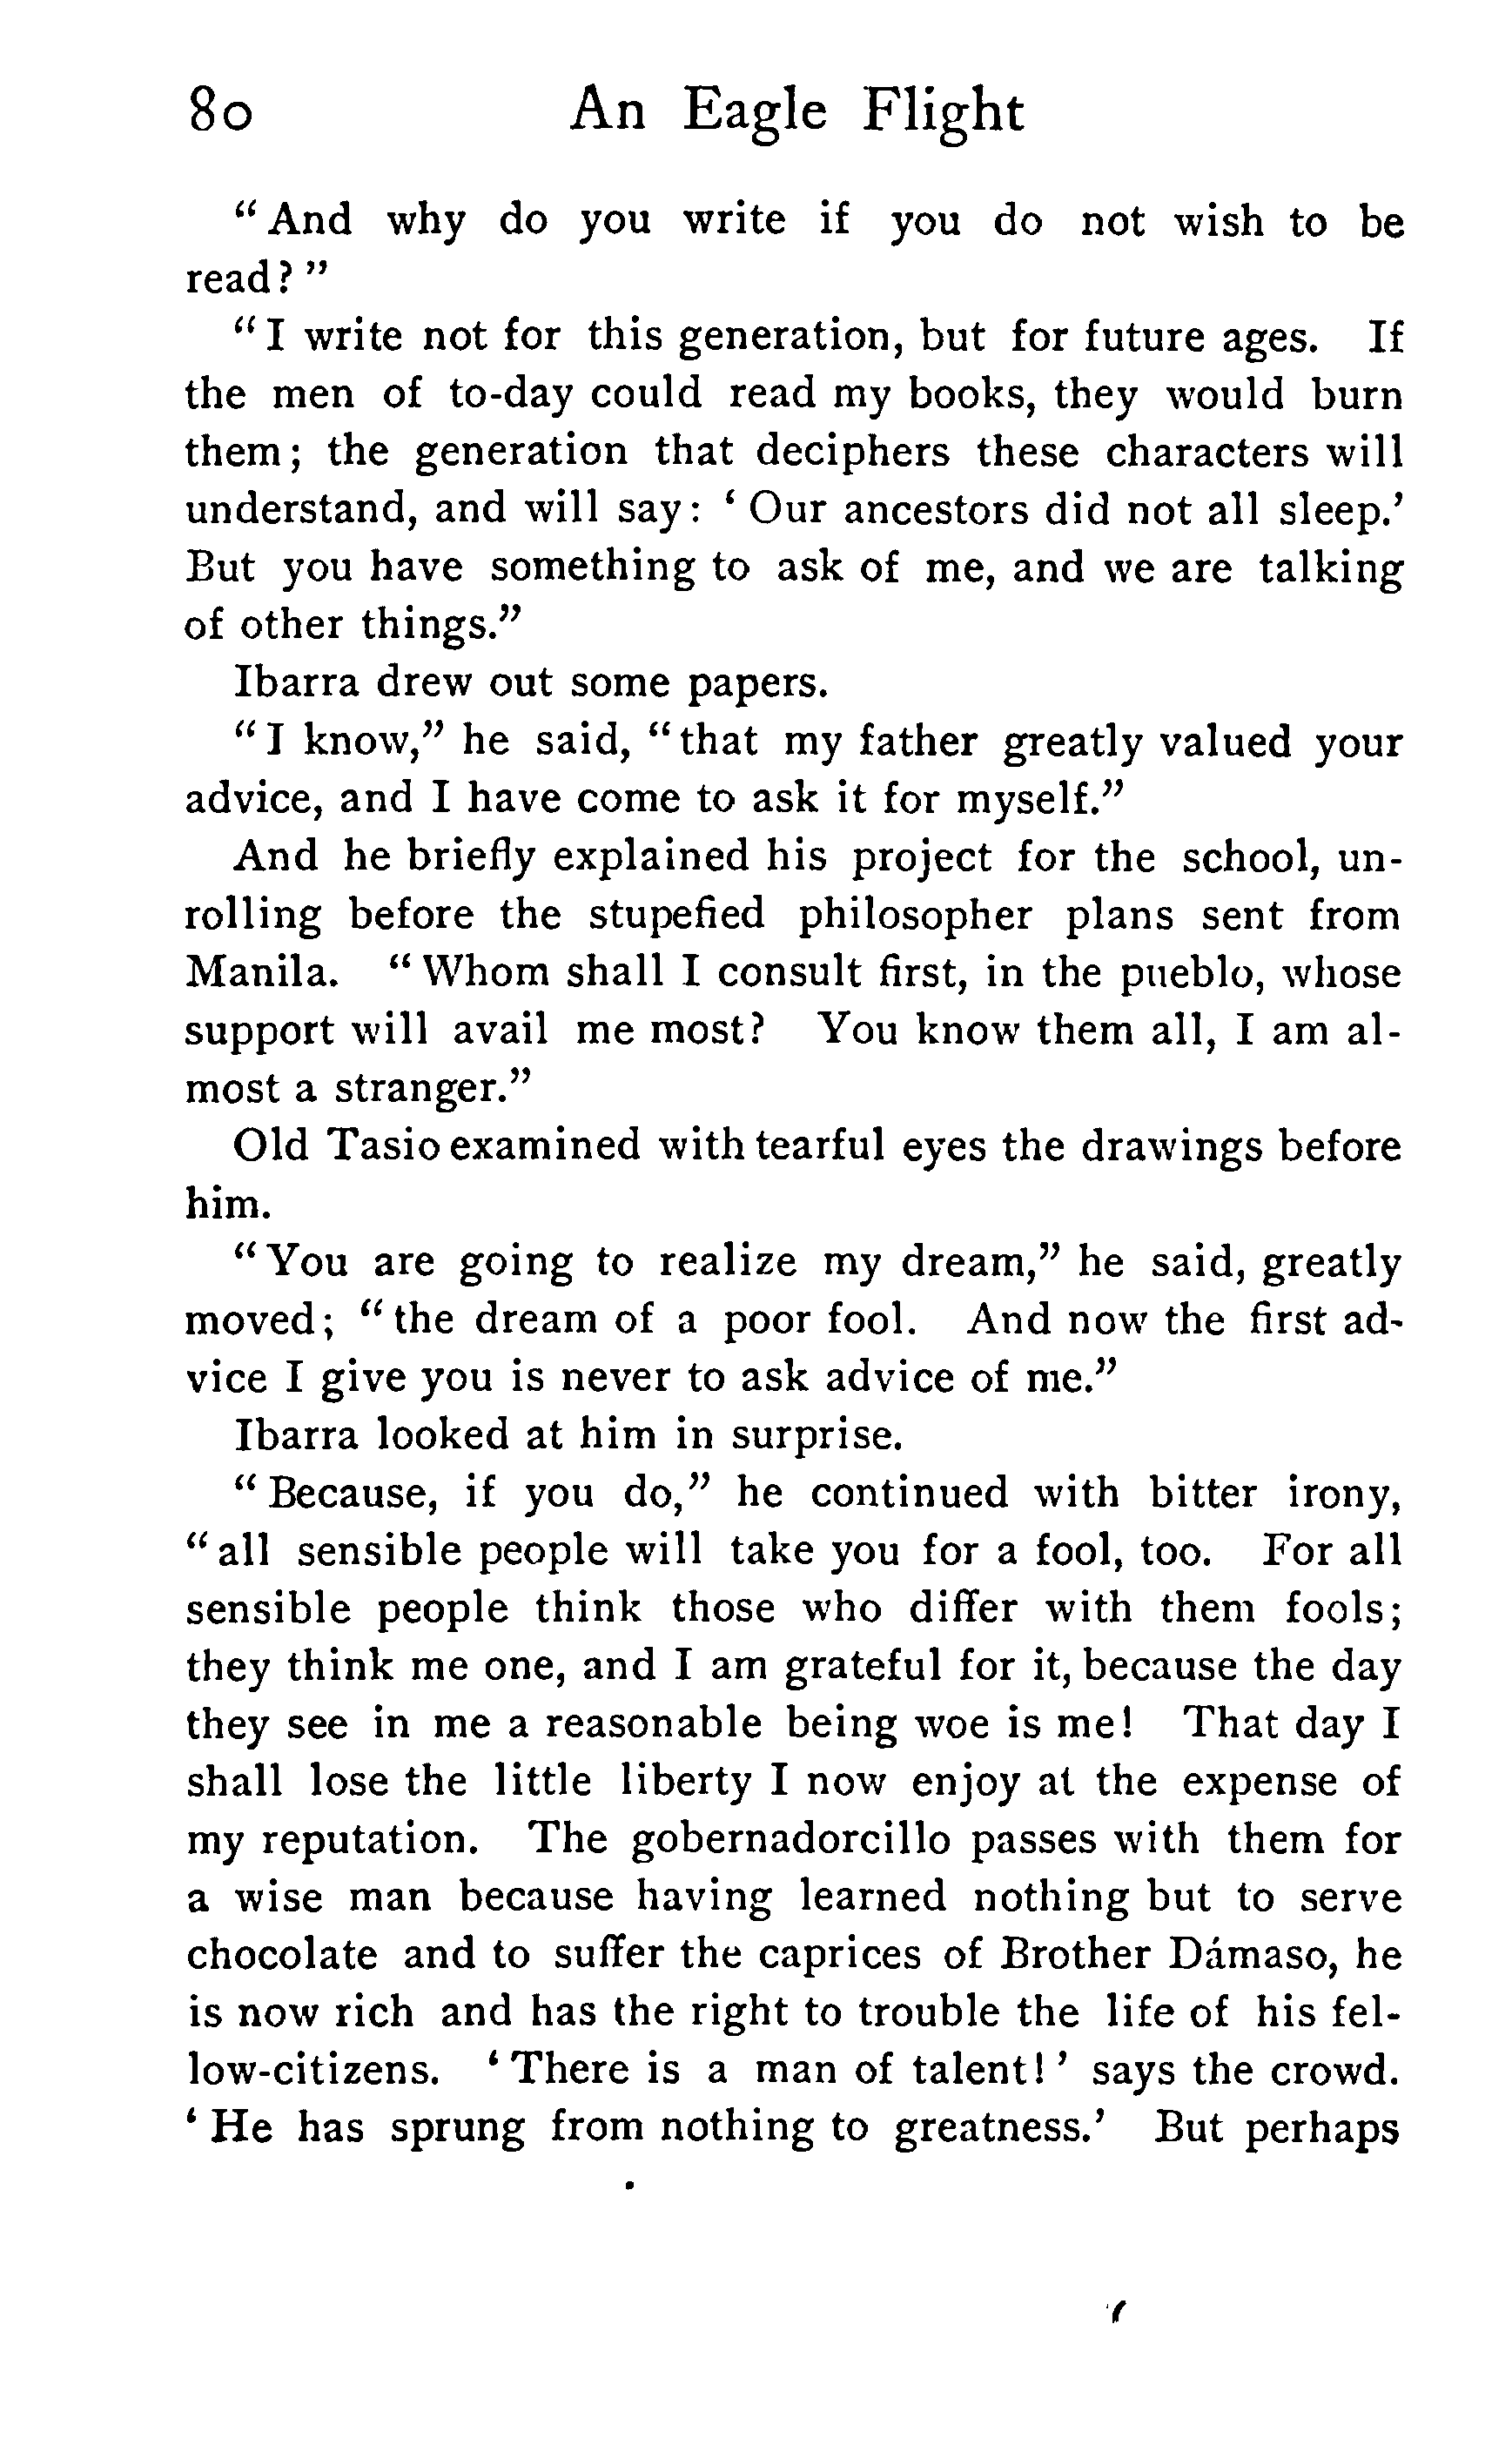 80 An Eagle Flight
“And why do you write if you do not wish to be
read?”
“I write not for this generation, but for future ages. If
the men of to-day could read my books, they would burn
them; the generation that deciphers these characters will
understand, and will say: ‘Our ancestors did not all sleep.’
But you have something to ask of me, and we are talking
of other things.”
Ibarra drew out some papers.
“I know,” he said, “that my father greatly valued your
advice, and I have come to ask it for myself.”
And he briefly explained his project for the school, un-
rolling before the stupefied philosopher plans sent from
Manila. “Whom shall I consult first, in the pueblo, whose
support will avail me most? You know them all, I am al-
most a stranger.”
Old Tasio examined with tearful eyes the drawings before
him.
“You are going to realize my dream,” he said, greatly
moved; “the dream of a poor fool. And now the first ad-
vice I give you is never to ask advice of me.”
Ibarra looked at him in surprise.
“Because, if you do,” he continued with bitter irony,
“all sensible people will take you for a fool, too. For all
sensible people think those who differ with them fools;
they think me one, and I am grateful for it, because the day
they see in me a reasonable being woe is me! That day I
shall lose the little liberty I now enjoy at the expense of
my reputation. The gobernadorcillo passes with them for
a wise man because having learned nothing but to serve
chocolate and to suffer the caprices of Brother Dámaso, he
is now rich and has the right to trouble the life of his fel-
low-citizens. ‘There is a man of talent!’ says the crowd.
‘He has sprung from nothing to greatness.’ But perhaps